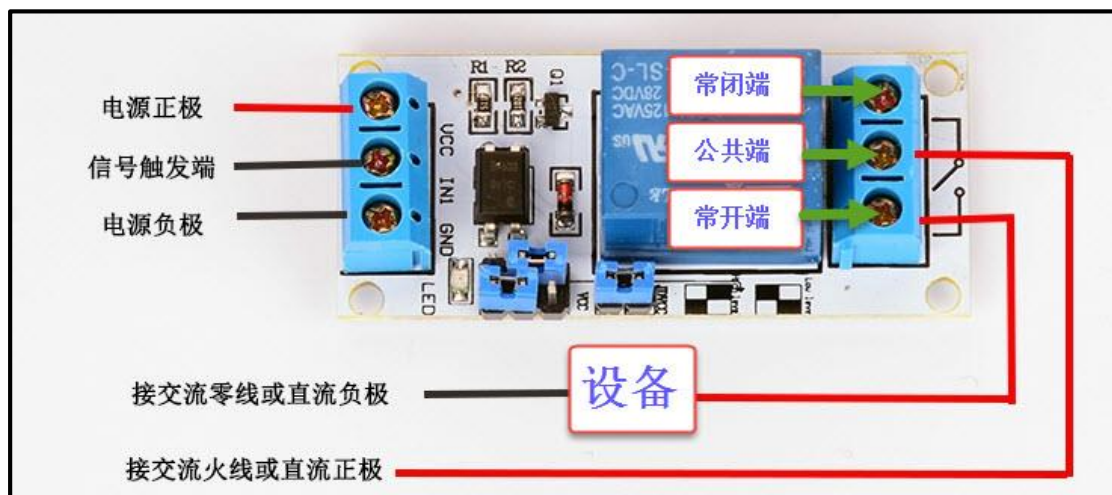 R1
R2
Q1
-SL-C
125VAC 28VDC
US
电源正极
信号触发端
电源负极
VCC
IN1
GND
LED
VCC
常闭端
公共端
常开端
设备
接交流零线或直流负极
接交流火线或直流正极